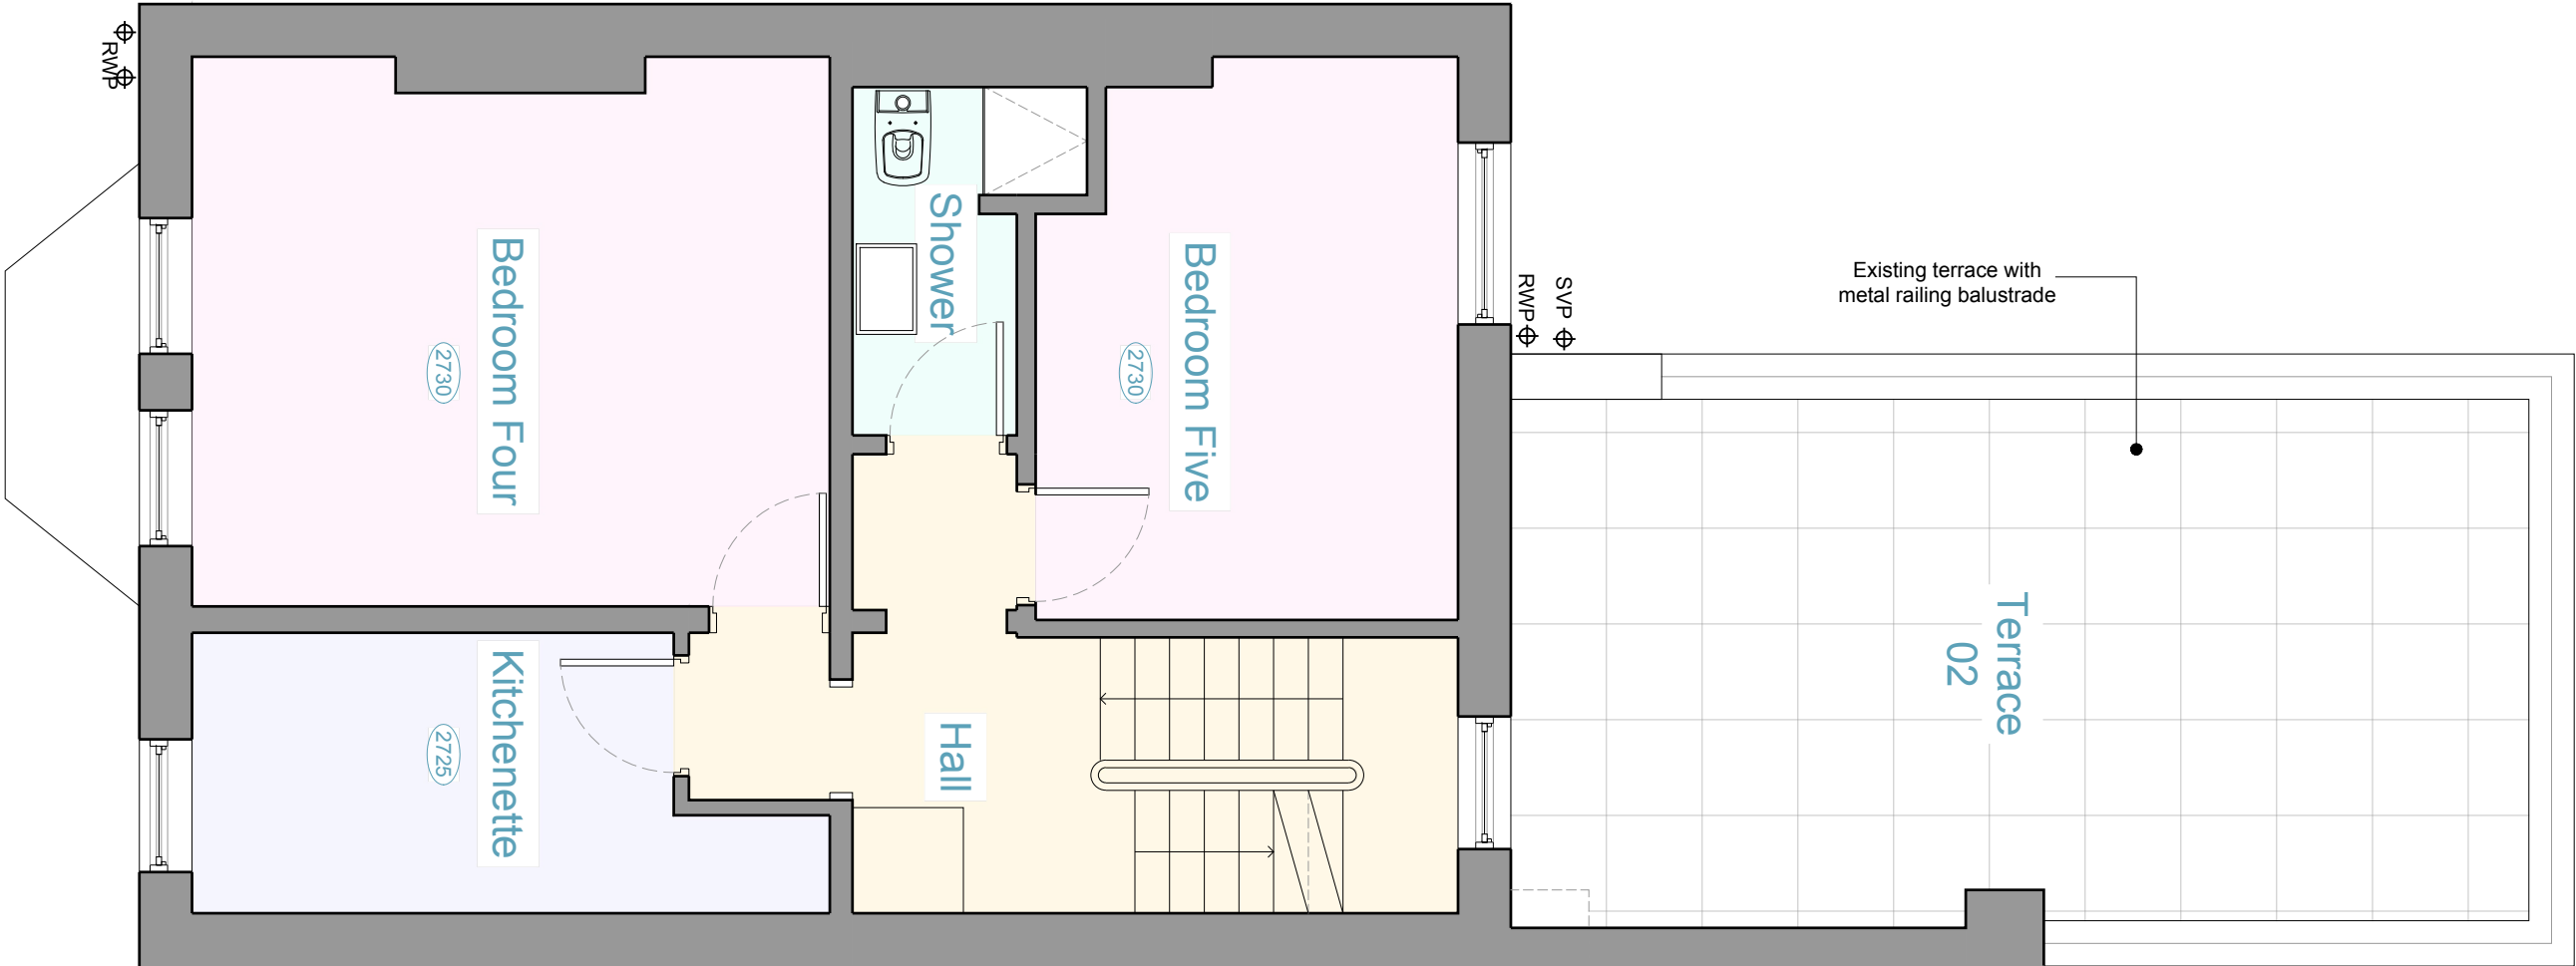 RWP
Bedroom Four
2730
Shower
Bedroom Five
2730
RWP
SVP
Existing terrace with
metal railing balustrade
Terrace
02
Kitchenette
2725
Hall